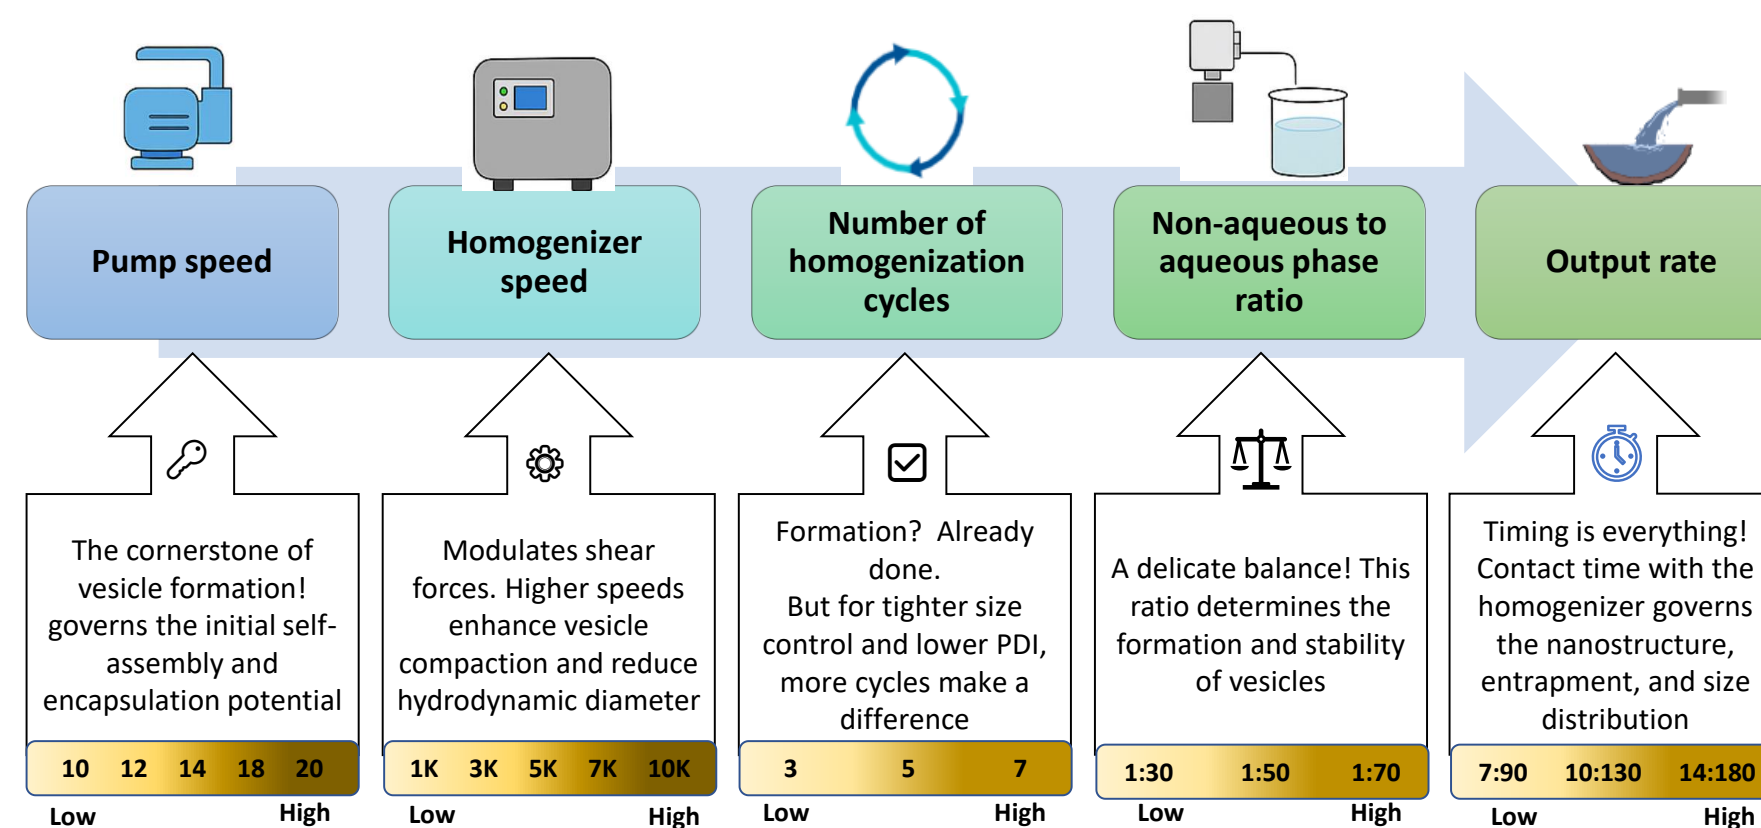 Pump speed
Homogenizer
speed
Number of
homogenization
cycles
Non-aqueous to
aqueous phase
ratio
Output rate
The cornerstone of
vesicle formation!
governs the initial self-
assembly and
encapsulation potential
10 12 14 18 20
Low High
Modulates shear
forces. Higher speeds
enhance vesicle
compaction and reduce
hydrodynamic diameter
1K 3K 5K 7K 10K
Low High
Formation? Already
done.
But for tighter size
control and lower PDI,
more cycles make a
difference
3 5 7
Low High
A delicate balance! This
ratio determines the
formation and stability
of vesicles
1:30 1:50 1:70
Low High
Timing is everything!
Contact time with the
homogenizer governs
the nanostructure,
entrapment, and size
distribution
7:90 10:130 14:180
Low High